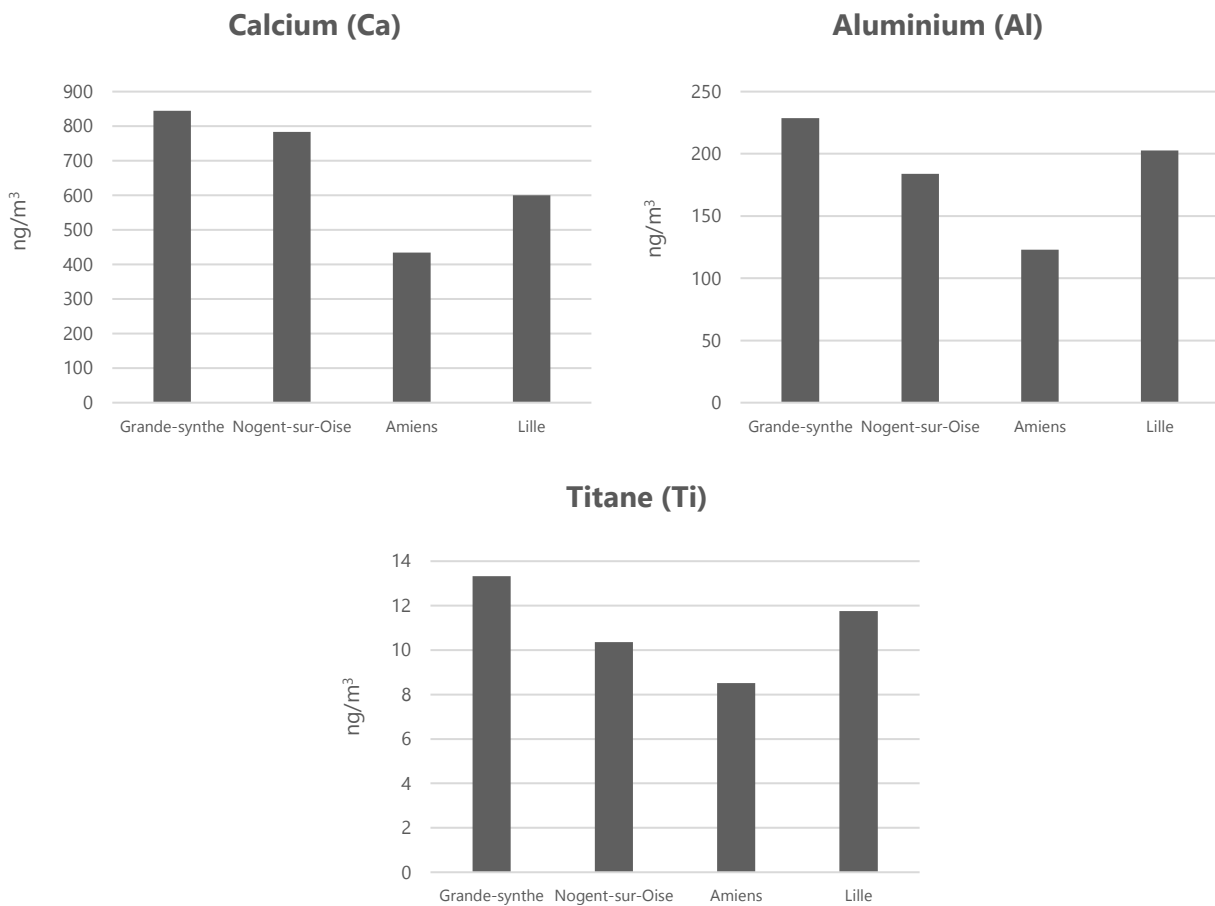 Calcium (Ca)
900
800
700
600
500
400
300
200
100
0
ng/m³
Grande-synthe Nogent-sur-Oise Amiens Lille
Aluminium (Al)
250
200
150
100
50
0
ng/m³
Grande-synthe Nogent-sur-Oise Amiens Lille
Titane (Ti)
14
12
10
8
6
4
2
0
ng/m³
Grande-synthe Nogent-sur-Oise Amiens Lille